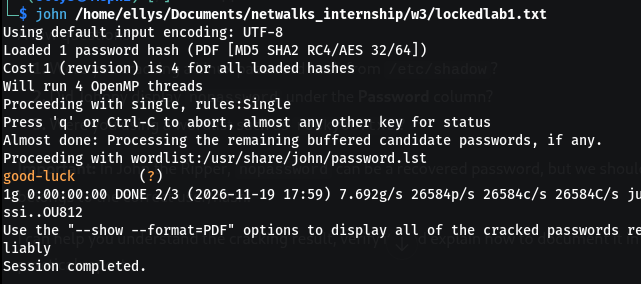 $ john /home/ellys/Documents/netwalks_internship/w3/lockedlab1.txt
Using default input encoding: UTF-8
Loaded 1 password hash (PDF [MD5 SHA2 RC4/AES 32/64])
Cost 1 (revision) is 4 for all loaded hashes
Will run 4 OpenMP threads
Proceeding with single, rules:Single
Press 'q' or Ctrl-C to abort, almost any other key for status
Almost done: Processing the remaining buffered candidate passwords, if any.
Proceeding with wordlist:/usr/share/john/password.lst
good-luck (?)
1g 0:00:00:00 DONE 2/3 (2026-11-19 17:59) 7.692g/s 26584p/s 26584c/s 26584C/s ju
ssi..OU812
Use the "--show --format=PDF" options to display all of the cracked passwords re
liably
Session completed.